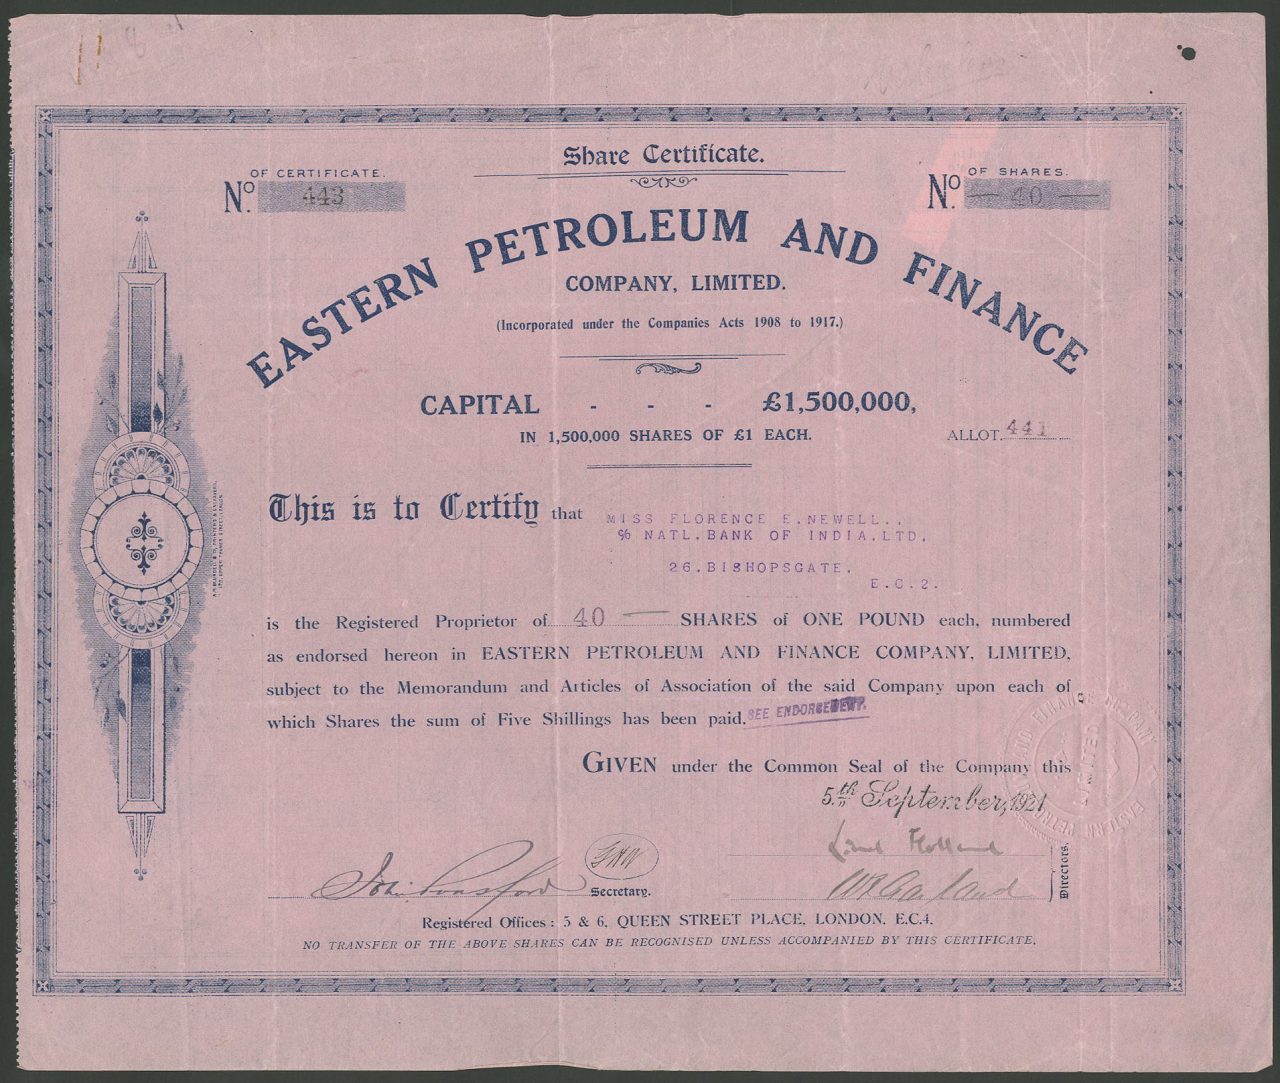 Share Certificate.
OF CERTIFICATE.
No. 443
OF SHARES.
No. — 40 —
EASTERN PETROLEUM AND FINANCE
COMPANY, LIMITED.
(Incorporated under the Companies Acts 1908 to 1917.)
CAPITAL - - - £1,500,000,
IN 1,500,000 SHARES OF £1 EACH.
ALLOT. 441
This is to Certify that MISS FLORENCE E.NEWELL.,
% NATL.BANK OF INDIA.LTD.
26.BISHOPSGATE.
E.C.2.
is the Registered Proprietor of 40 — SHARES of ONE POUND each, numbered
as endorsed hereon in EASTERN PETROLEUM AND FINANCE COMPANY, LIMITED,
subject to the Memorandum and Articles of Association of the said Company upon each of
which Shares the sum of Five Shillings has been paid. SEE ENDORSEMENT.
GIVEN under the Common Seal of the Company this
5th September, 1921
Secretary.
Directors.
Registered Offices: 5 & 6, QUEEN STREET PLACE, LONDON, E.C.4.
NO TRANSFER OF THE ABOVE SHARES CAN BE RECOGNISED UNLESS ACCOMPANIED BY THIS CERTIFICATE.